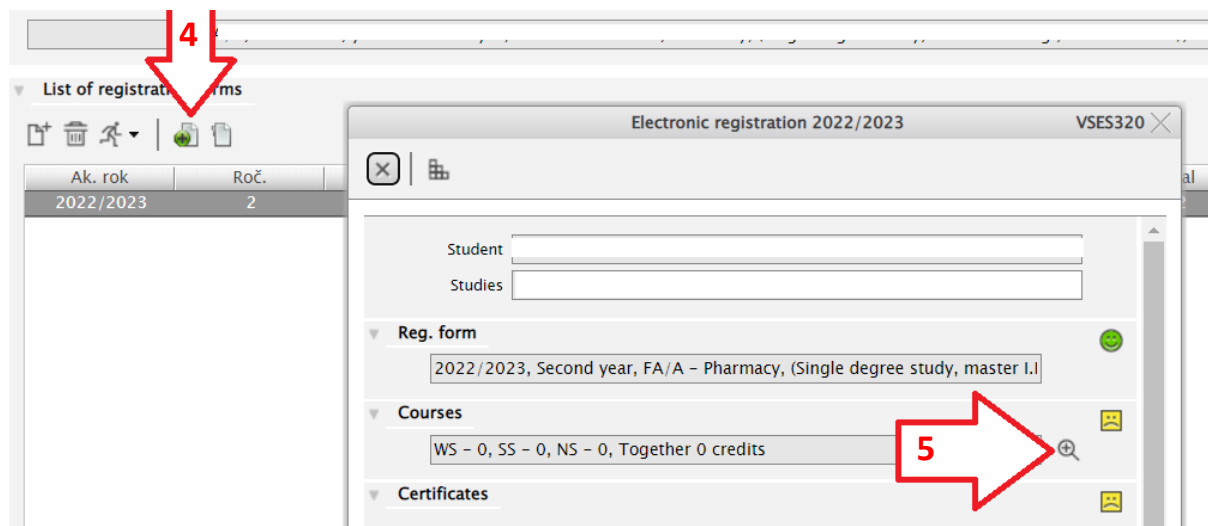 4
List of registrati rms
Electronic registration 2022/2023 VSES320
Ak. rok Roč. al
2022/2023 2
Student
Studies
Reg. form
2022/2023, Second year, FA/A – Pharmacy, (Single degree study, master I.I
Courses
WS – 0, SS – 0, NS – 0, Together 0 credits
5
Certificates